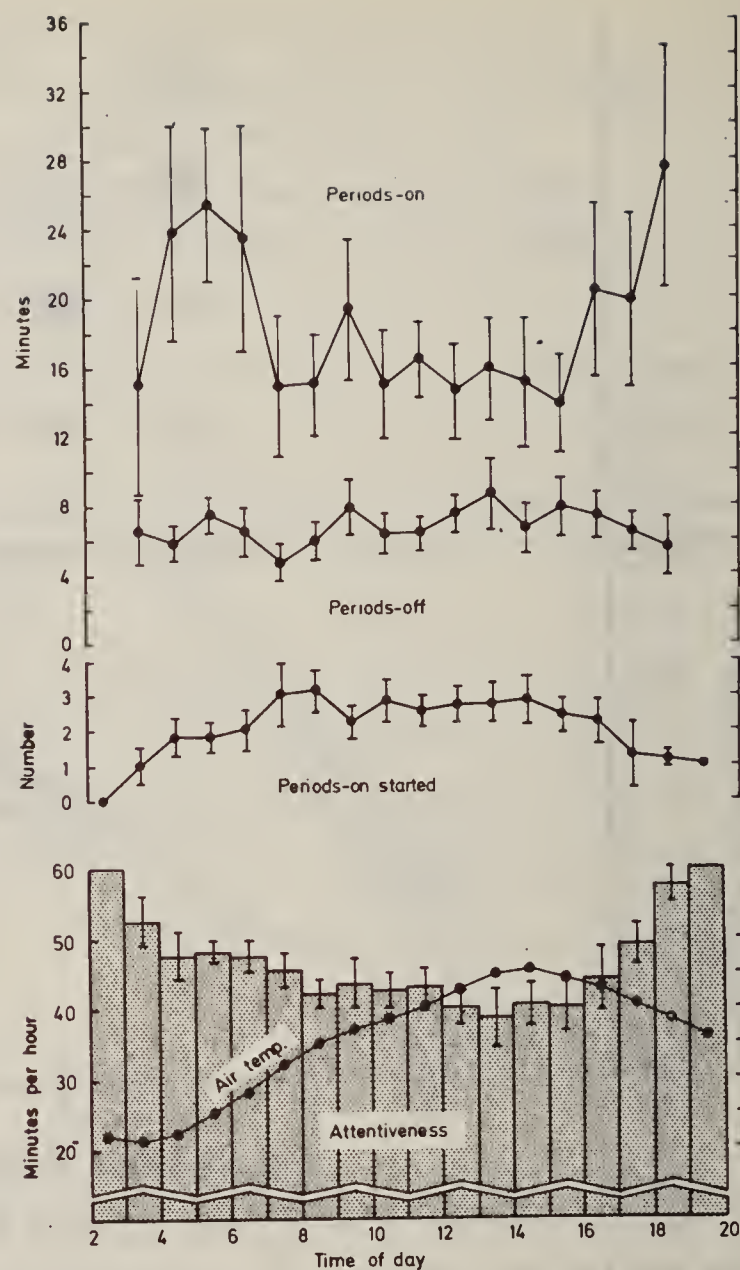 36
32
28
24
20
16
12
8
4
0
Minutes
Periods-on
Periods-off
4
3
2
1
0
Number
Periods-on started
60
50
40
30
20
Minutes per hour
Air temp.
Attentiveness
2 4 6 8 10 12 14 16 18 20
Time of day